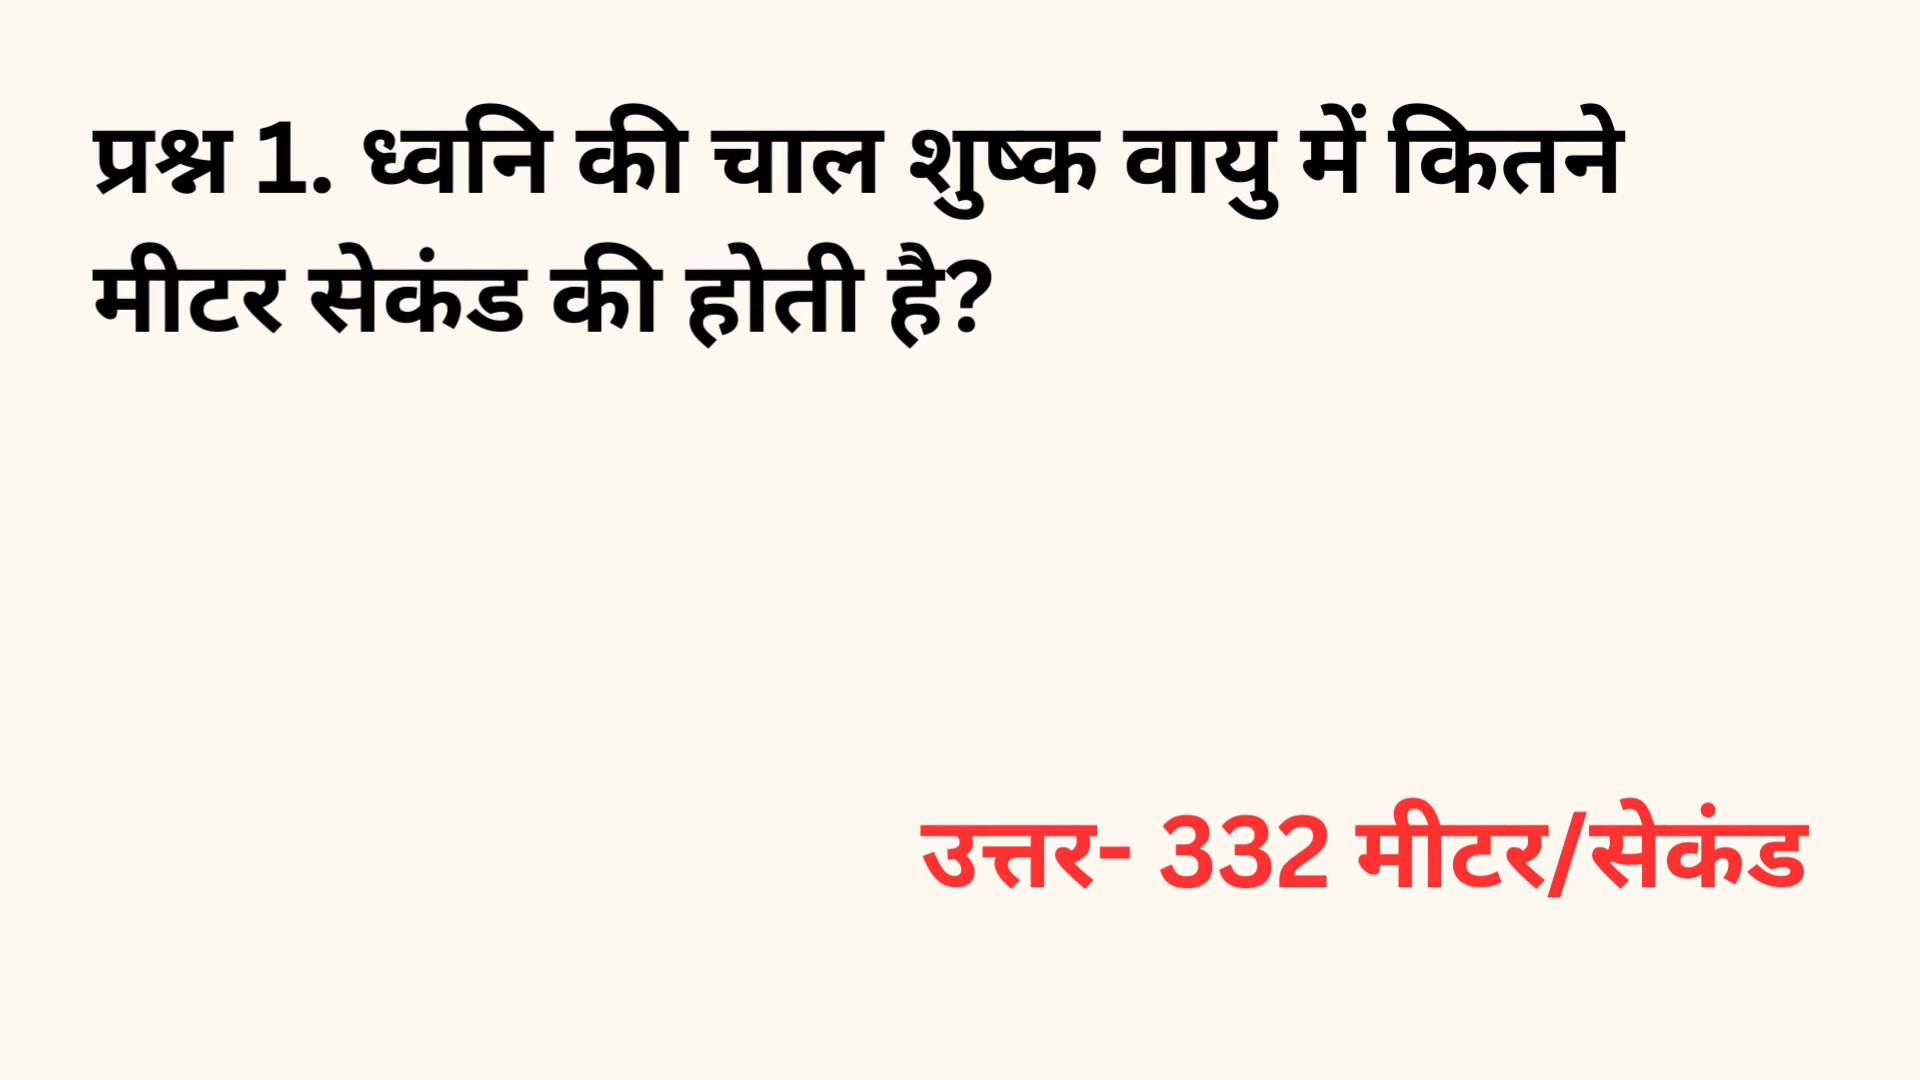 प्रश्न 1. ध्वनि की चाल शुष्क वायु में कितने
मीटर सेकंड की होती है?
उत्तर- 332 मीटर/सेकंड